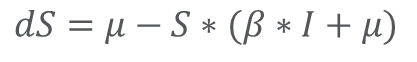 dS = μ − S ∗ (β ∗ I + μ)